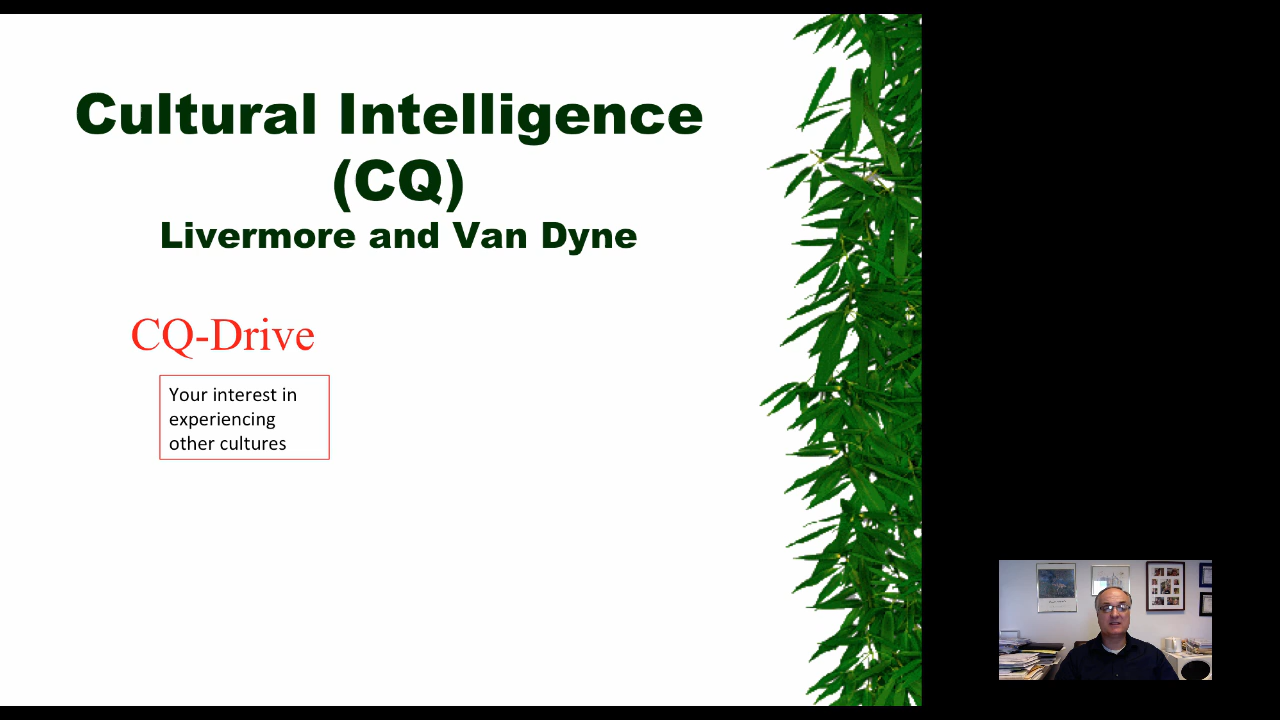 Cultural Intelligence
(CQ)
Livermore and Van Dyne
CQ-Drive
Your interest in
experiencing
other cultures